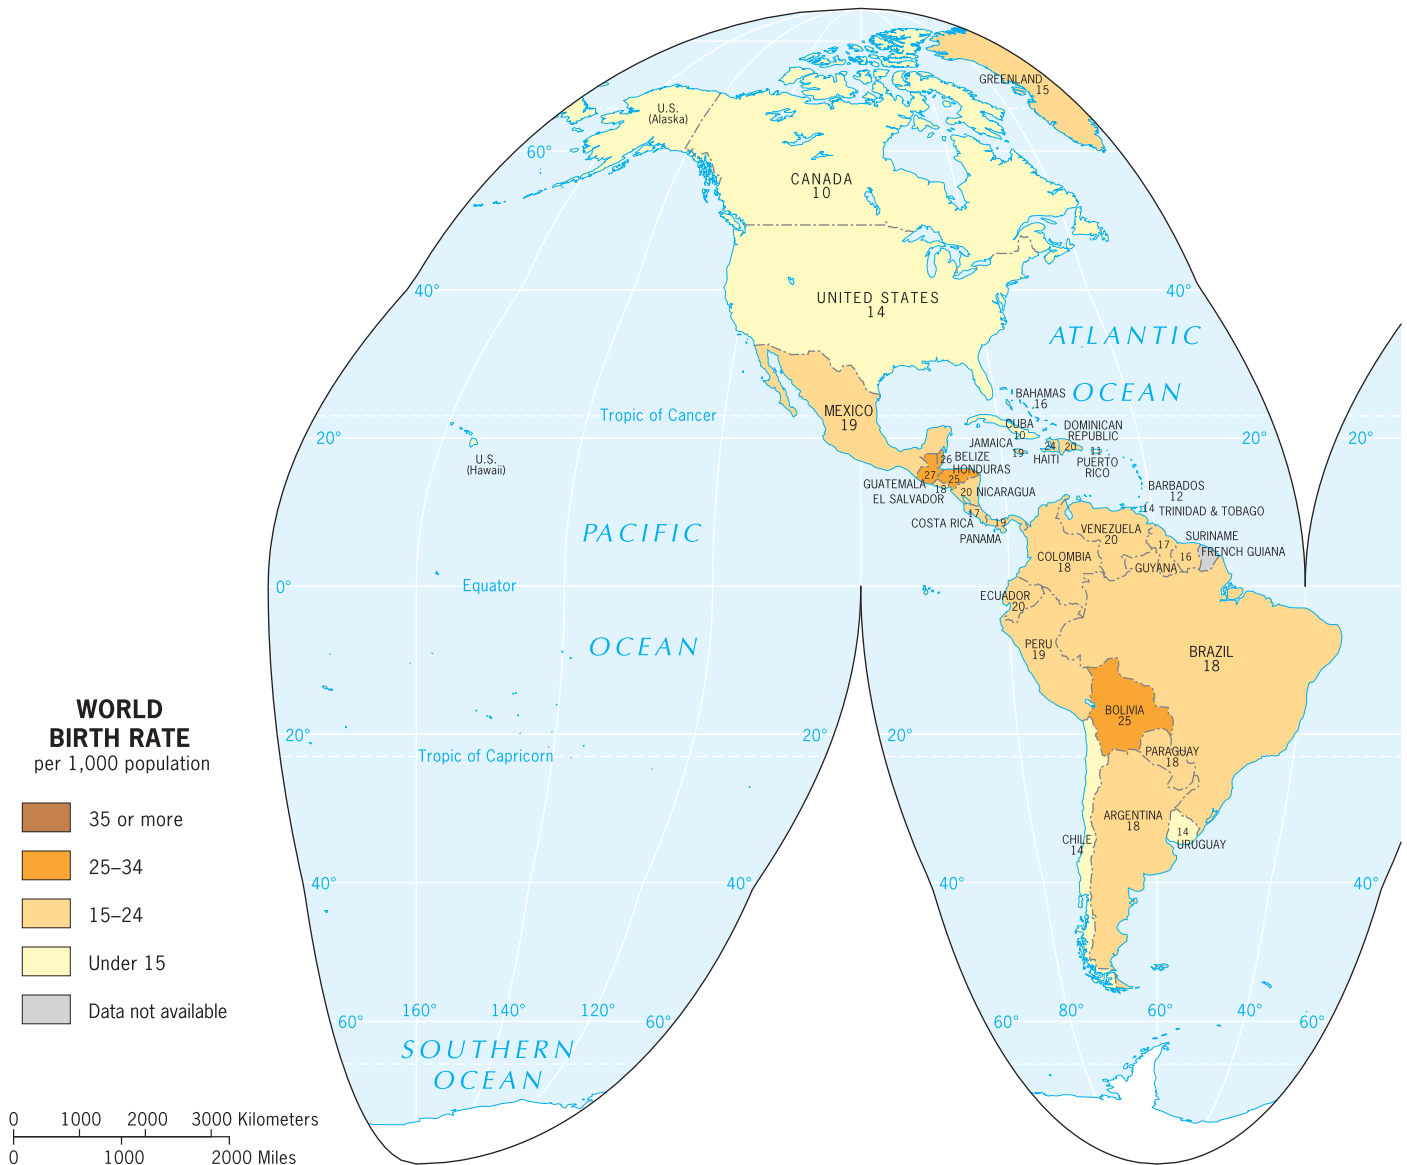 GREENLAND
15
U.S.
(Alaska)
60°
CANADA
10
40°
UNITED STATES
14
40°
ATLANTIC
OCEAN
BAHAMAS
16
Tropic of Cancer
MEXICO
19
CUBA
10
DOMINICAN
REPUBLIC
20°
U.S.
(Hawaii)
JAMAICA
19
24
HAITI
20
11
PUERTO
RICO
20°
20°
26 BELIZE
HONDURAS
25
27
GUATEMALA
18
EL SALVADOR
20 NICARAGUA
17
COSTA RICA
19
PANAMA
BARBADOS
12
14 TRINIDAD & TOBAGO
PACIFIC
OCEAN
VENEZUELA
20
SURINAME
17
16
FRENCH GUIANA
GUYANA
COLOMBIA
18
0°
Equator
ECUADOR
20
PERU
19
BRAZIL
18
BOLIVIA
25
20°
20°
20°
Tropic of Capricorn
PARAGUAY
18
ARGENTINA
18
CHILE
14
14
URUGUAY
40°
40°
40°
40°
WORLD
BIRTH RATE
per 1,000 population
35 or more
25–34
15–24
Under 15
Data not available
60°
160°
140°
120°
60°
60°
80°
60°
40°
60°
SOUTHERN
OCEAN
0 1000 2000 3000 Kilometers
0 1000 2000 Miles